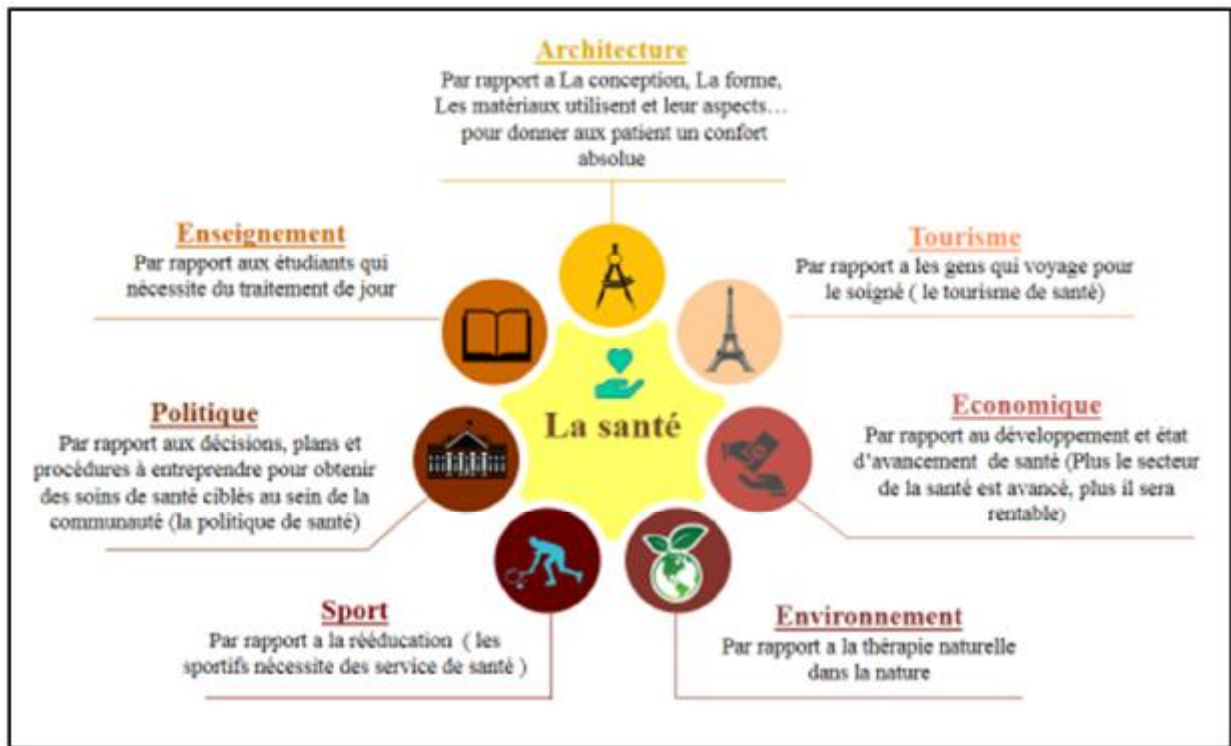 Architecture
Par rapport a La conception, La forme,
Les matériaux utilisent et leur aspects…
pour donner aux patient un confort
absolue
Enseignement
Par rapport aux étudiants qui
nécessite du traitement de jour
Tourisme
Par rapport a les gens qui voyage pour
le soigné ( le tourisme de santé)
La santé
Politique
Par rapport aux décisions, plans et
procédures à entreprendre pour obtenir
des soins de santé ciblés au sein de la
communauté (la politique de santé)
Economique
Par rapport au développement et état
d’avancement de santé (Plus le secteur
de la santé est avancé, plus il sera
rentable)
Sport
Par rapport a la rééducation ( les
sportifs nécessite des service de santé )
Environnement
Par rapport a la thérapie naturelle
dans la nature